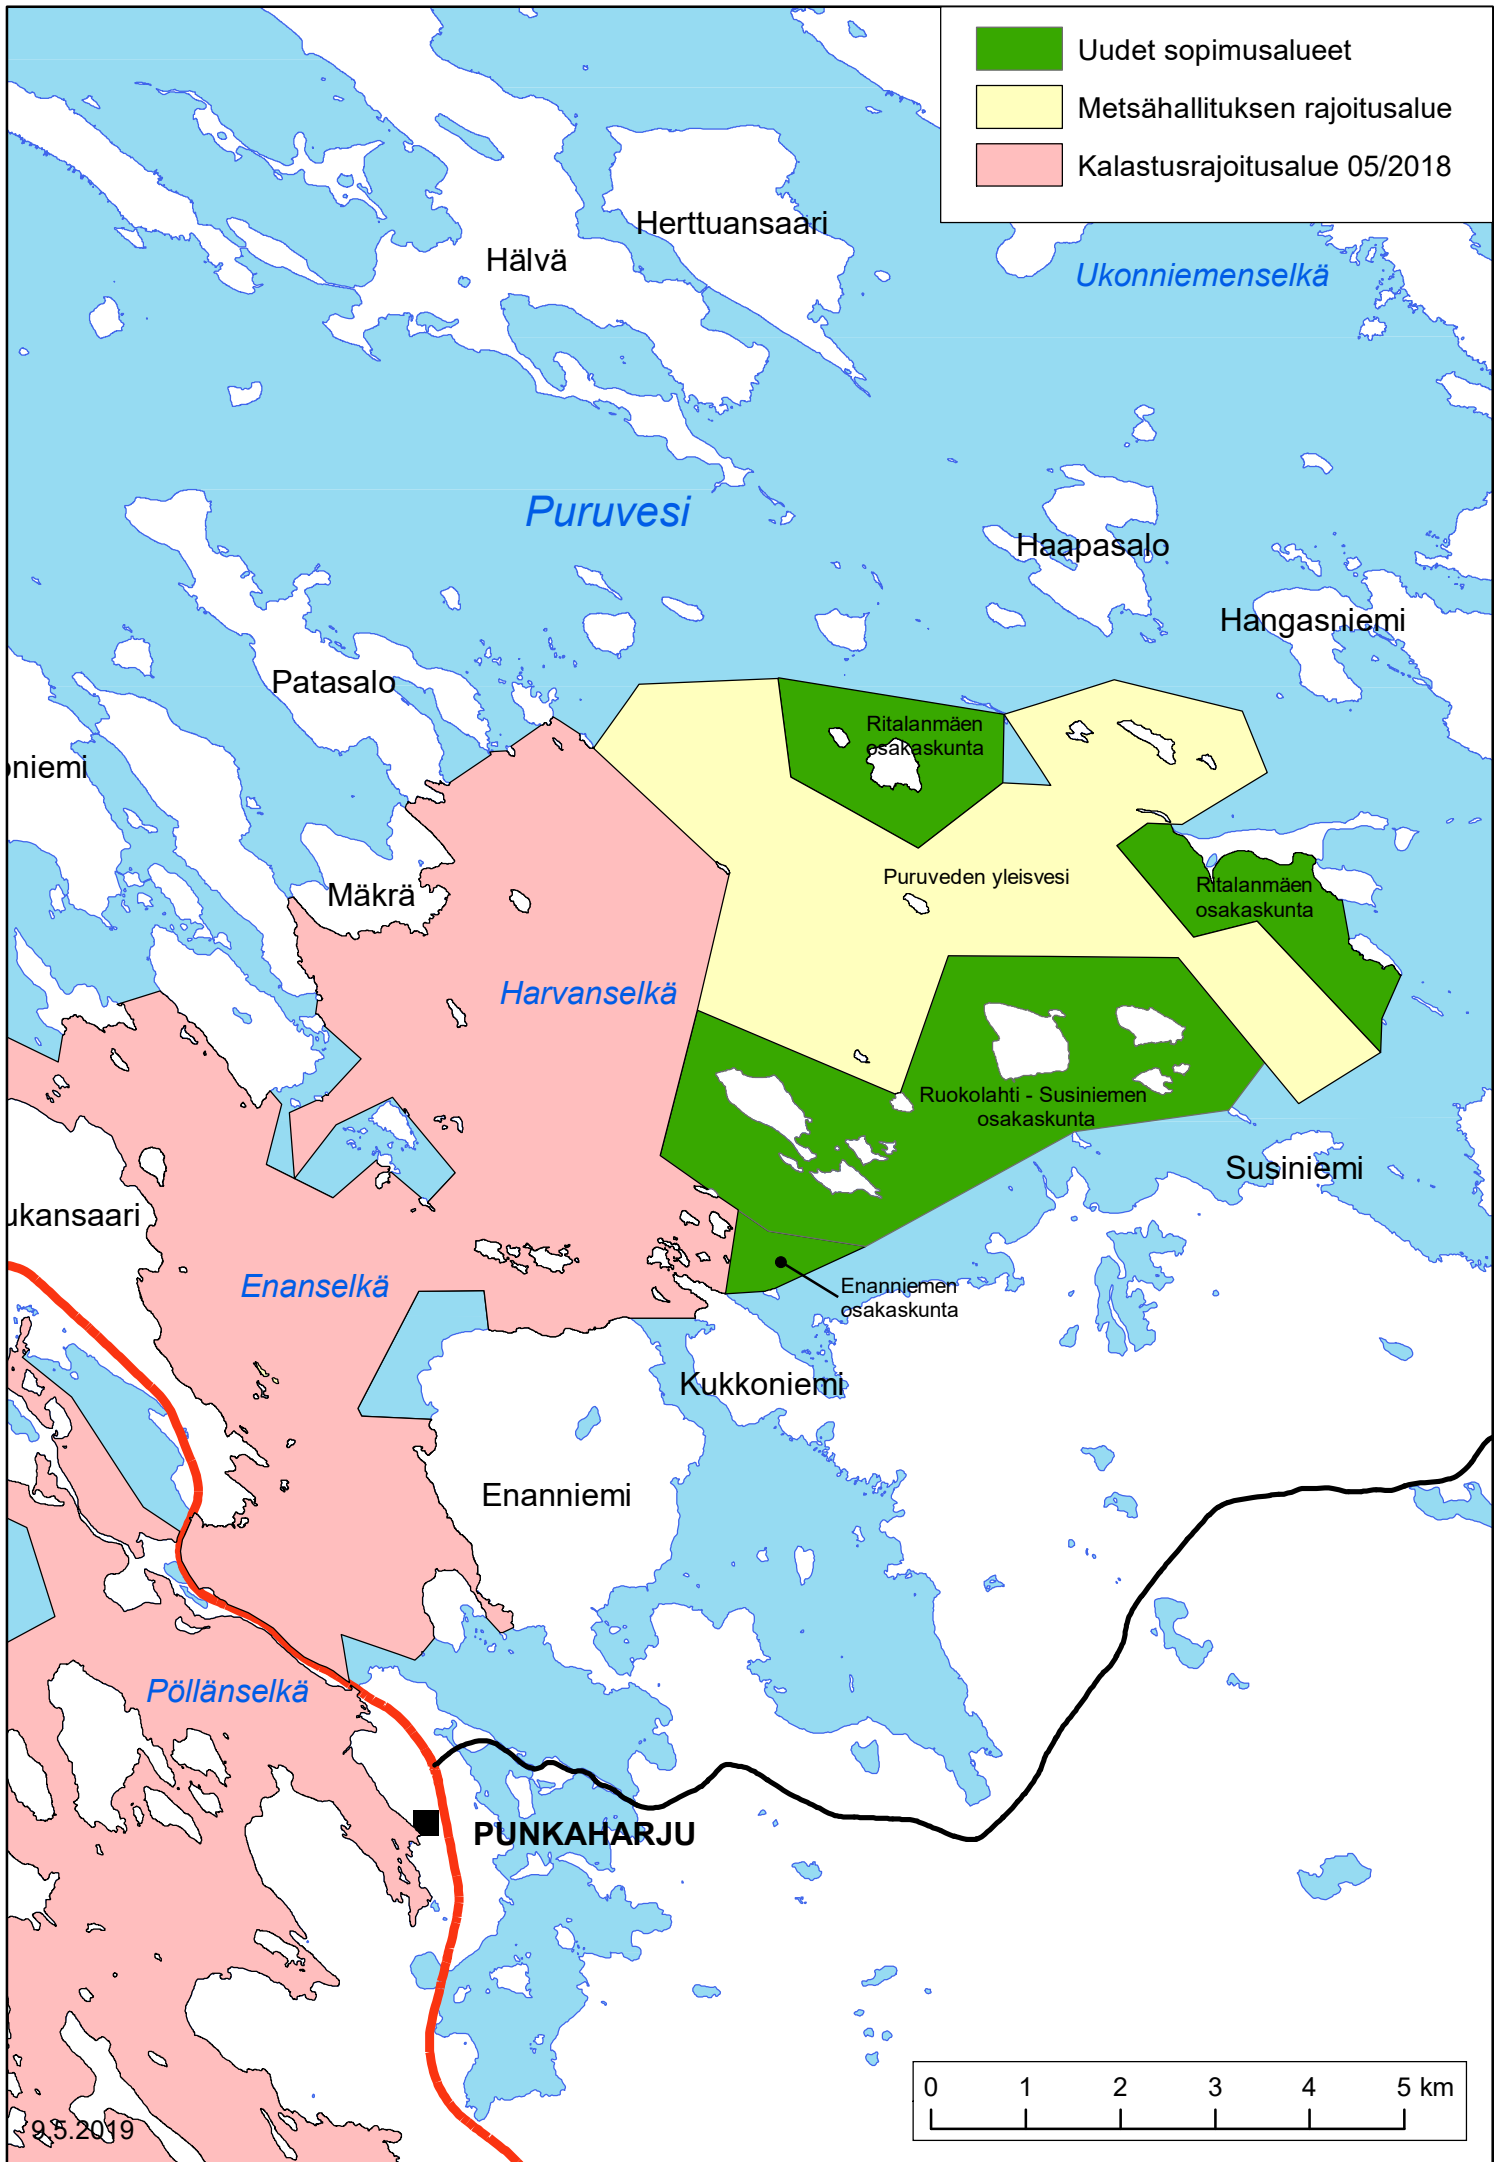 Uudet sopimusalueet
Metsähallituksen rajoitusalue
Kalastusrajoitusalue 05/2018
Herttuansaari
Hälvä
Ukonniemenselkä
Puruvesi
Haapasalo
Hangasniemi
Patasalo
Ritalanmäen
osakaskunta
oniemi
Puruveden yleisvesi
Mäkrä
Ritalanmäen
osakaskunta
Harvanselkä
Ruokolahti - Susiniemen
osakaskunta
Susiniemi
ukansaari
Enanselkä
Enanniemen
osakaskunta
Kukkoniemi
Enanniemi
Pöllänselkä
PUNKAHARJU
0 1 2 3 4 5 km
9.5.2019